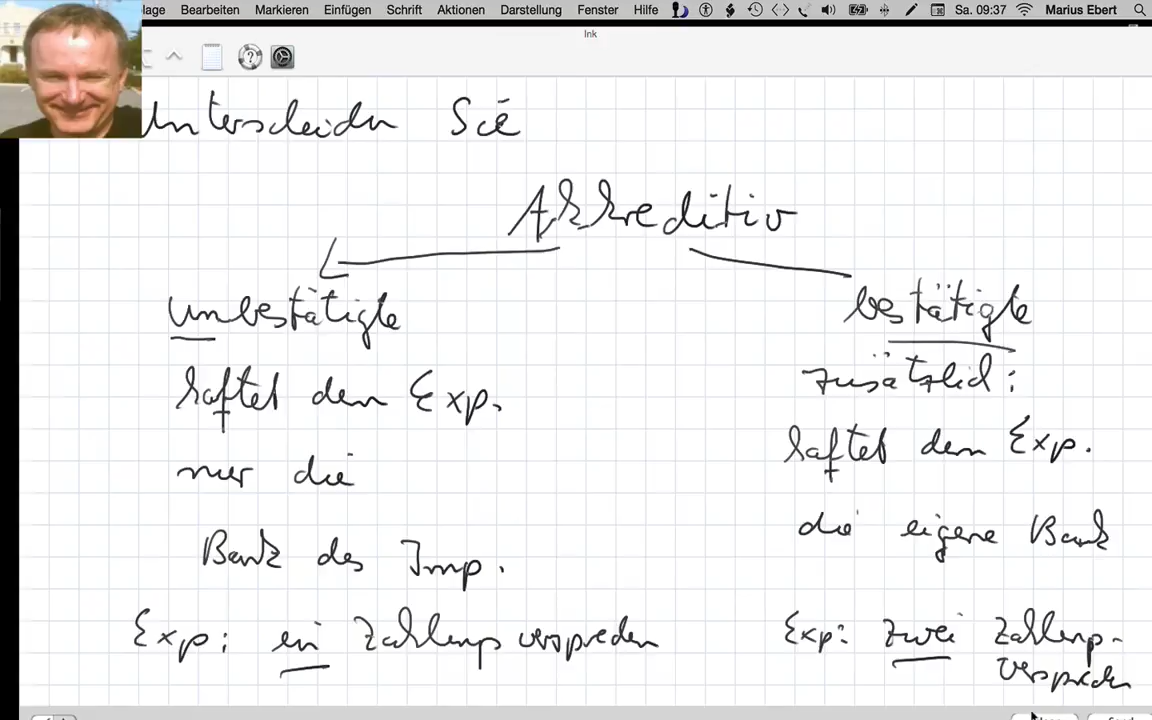 lage Bearbeiten Markieren Einfügen Schrift Aktionen Darstellung Fenster Hilfe Sa. 09:37 Marius Ebert
Ink
Unterscheiden Sie
Akkreditiv
unbestätigte
haftet dem Exp.
nur die
Bank des Imp.
Exp: ein Zahlungsversprechen
bestätigte
zusätzlich:
haftet dem Exp.
die eigene Bank
Exp: zwei Zahlungs-
versprechen